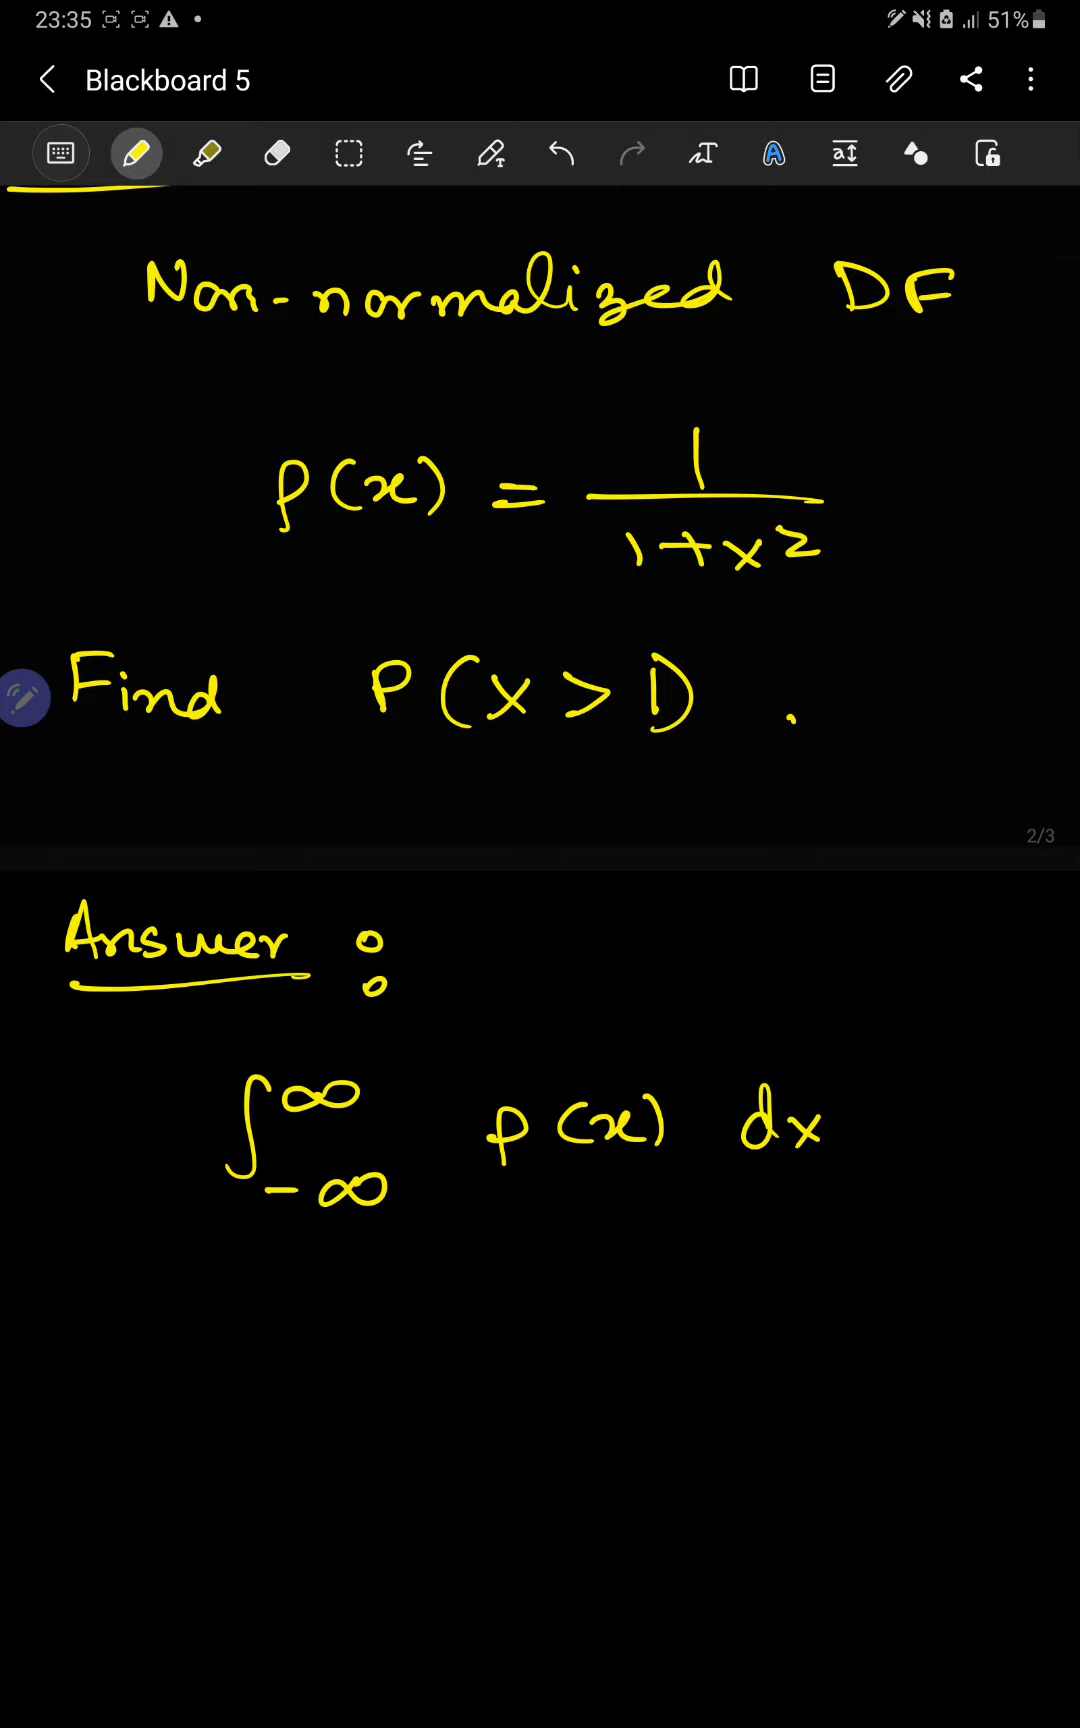 23:35 51%
Blackboard 5
Non-normalized DF
p(x) = 1/(1+x²)
Find P(X>1).
2/3
Answer :
∫_{-∞}^{∞} p(x) dx